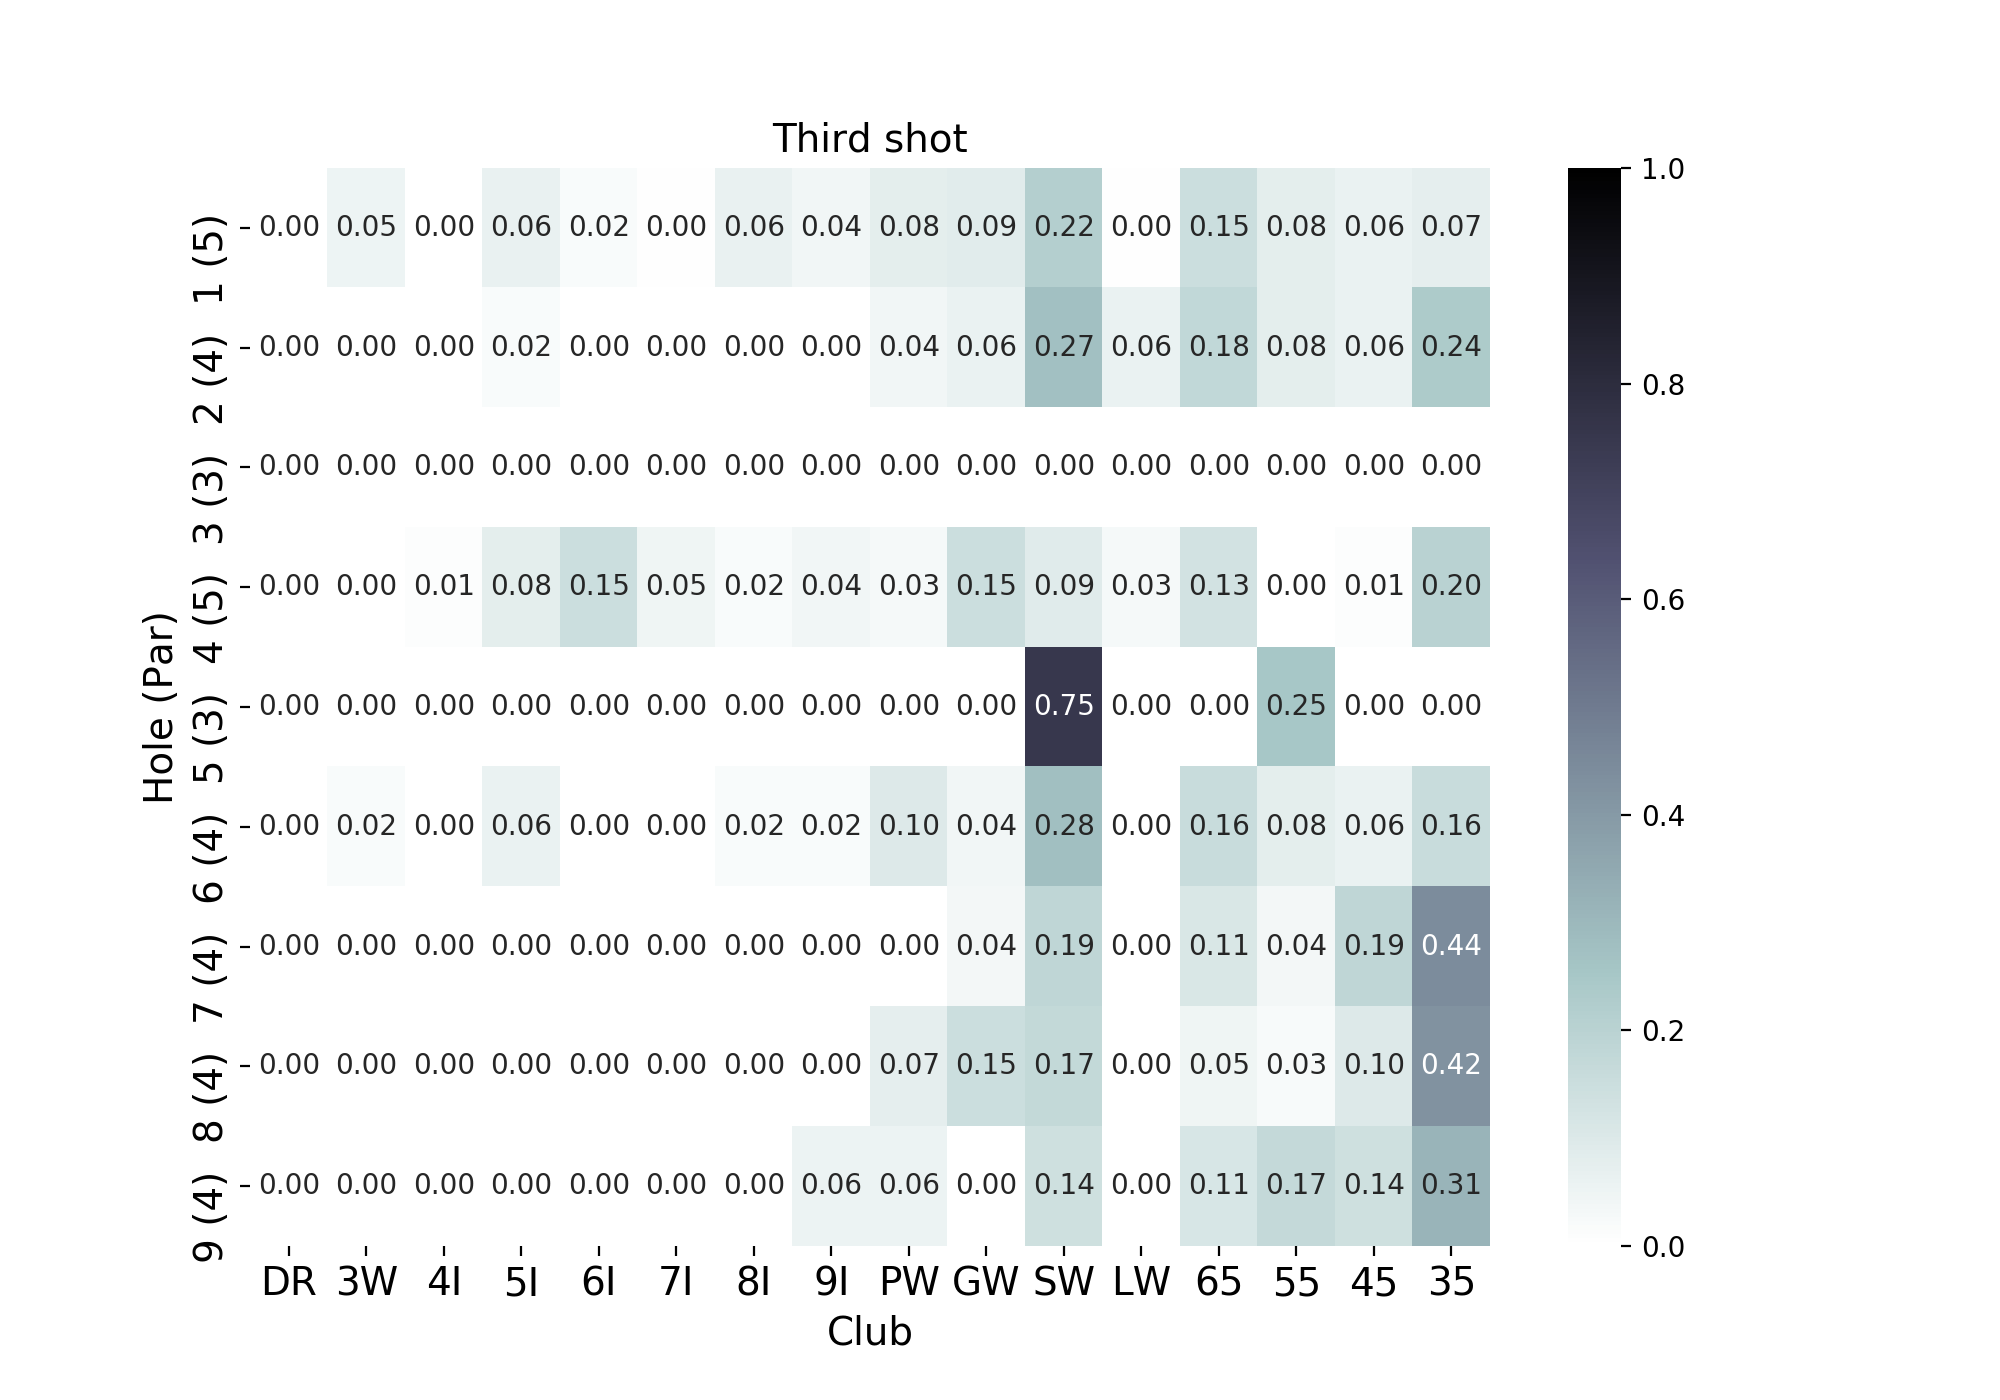 Third shot
1 (5) 0.00 0.05 0.00 0.06 0.02 0.00 0.06 0.04 0.08 0.09 0.22 0.00 0.15 0.08 0.06 0.07
2 (4) 0.00 0.00 0.00 0.02 0.00 0.00 0.00 0.00 0.04 0.06 0.27 0.06 0.18 0.08 0.06 0.24
3 (3) 0.00 0.00 0.00 0.00 0.00 0.00 0.00 0.00 0.00 0.00 0.00 0.00 0.00 0.00 0.00 0.00
4 (5) 0.00 0.00 0.01 0.08 0.15 0.05 0.02 0.04 0.03 0.15 0.09 0.03 0.13 0.00 0.01 0.20
5 (3) 0.00 0.00 0.00 0.00 0.00 0.00 0.00 0.00 0.00 0.00 0.75 0.00 0.00 0.25 0.00 0.00
6 (4) 0.00 0.02 0.00 0.06 0.00 0.00 0.02 0.02 0.10 0.04 0.28 0.00 0.16 0.08 0.06 0.16
7 (4) 0.00 0.00 0.00 0.00 0.00 0.00 0.00 0.00 0.00 0.04 0.19 0.00 0.11 0.04 0.19 0.44
8 (4) 0.00 0.00 0.00 0.00 0.00 0.00 0.00 0.00 0.07 0.15 0.17 0.00 0.05 0.03 0.10 0.42
9 (4) 0.00 0.00 0.00 0.00 0.00 0.00 0.00 0.06 0.06 0.00 0.14 0.00 0.11 0.17 0.14 0.31
DR 3W 4I 5I 6I 7I 8I 9I PW GW SW LW 65 55 45 35
Club
Hole (Par)
1.0
0.8
0.6
0.4
0.2
0.0